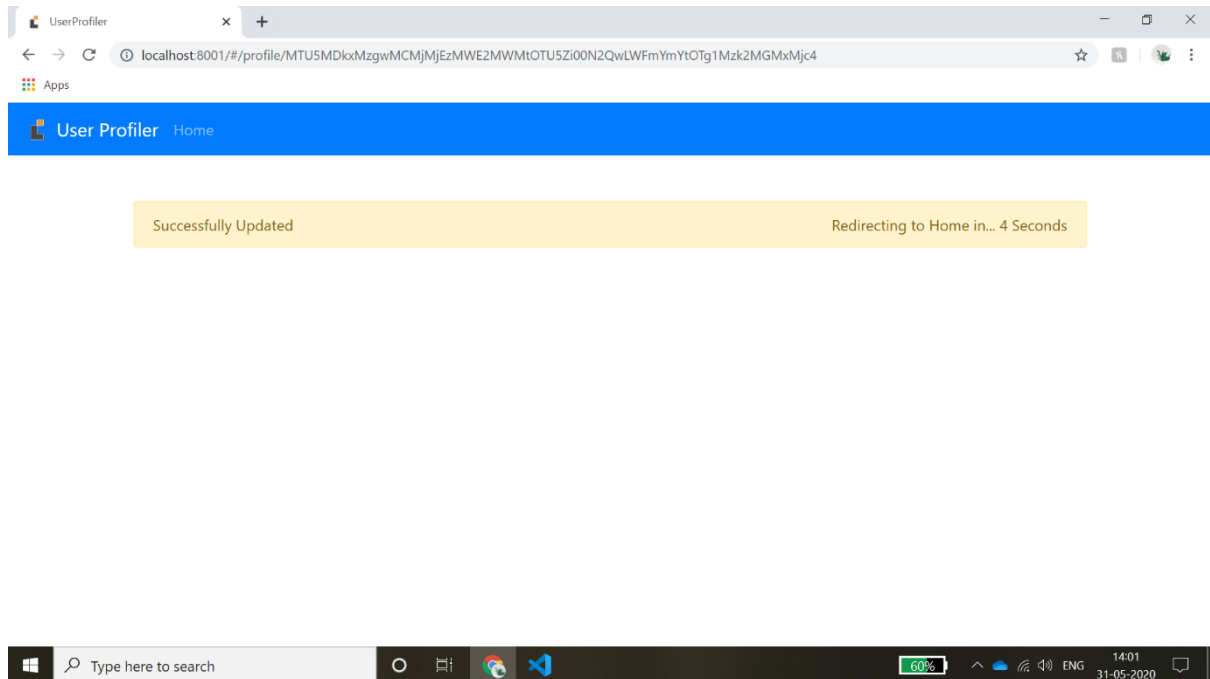 UserProfiler
localhost:8001/#/profile/MTU5MDkxMzgwMCMjMjEzMWE2MWMtOTU5Zi00N2QwLWFmYmYtOTg1Mzk2MGMxMjc4
Apps
User Profiler Home
Successfully Updated Redirecting to Home in... 4 Seconds
Type here to search 60% ENG 14:01
31-05-2020